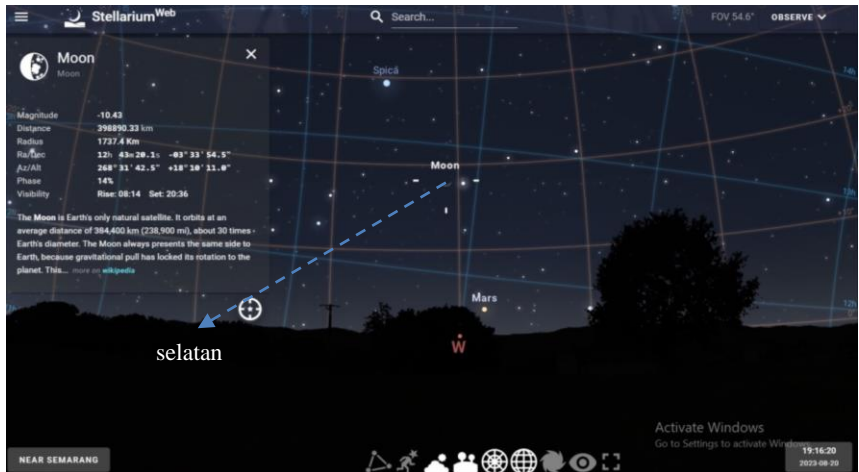 StellariumWeb
Search...
FOV 54.6°
OBSERVE
Moon
Moon
Magnitude -10.43
Distance 398890.33 km
Radius 1737.4 Km
Ra/Dec 12h 43m20.1s -03°33'54.5"
Az/Alt 268°31'42.5" +18°10'11.0"
Phase 14%
Visibility Rise: 08:14 Set: 20:36
The Moon is Earth's only natural satellite. It orbits at an
average distance of 384,400 km (238,900 mi), about 30 times
Earth's diameter. The Moon always presents the same side to
Earth, because gravitational pull has locked its rotation to the
planet. This... more on wikipedia
Spica
Moon
Mars
W
selatan
Activate Windows
Go to Settings to activate Windows.
NEAR SEMARANG
19:16:20
2023-08-20